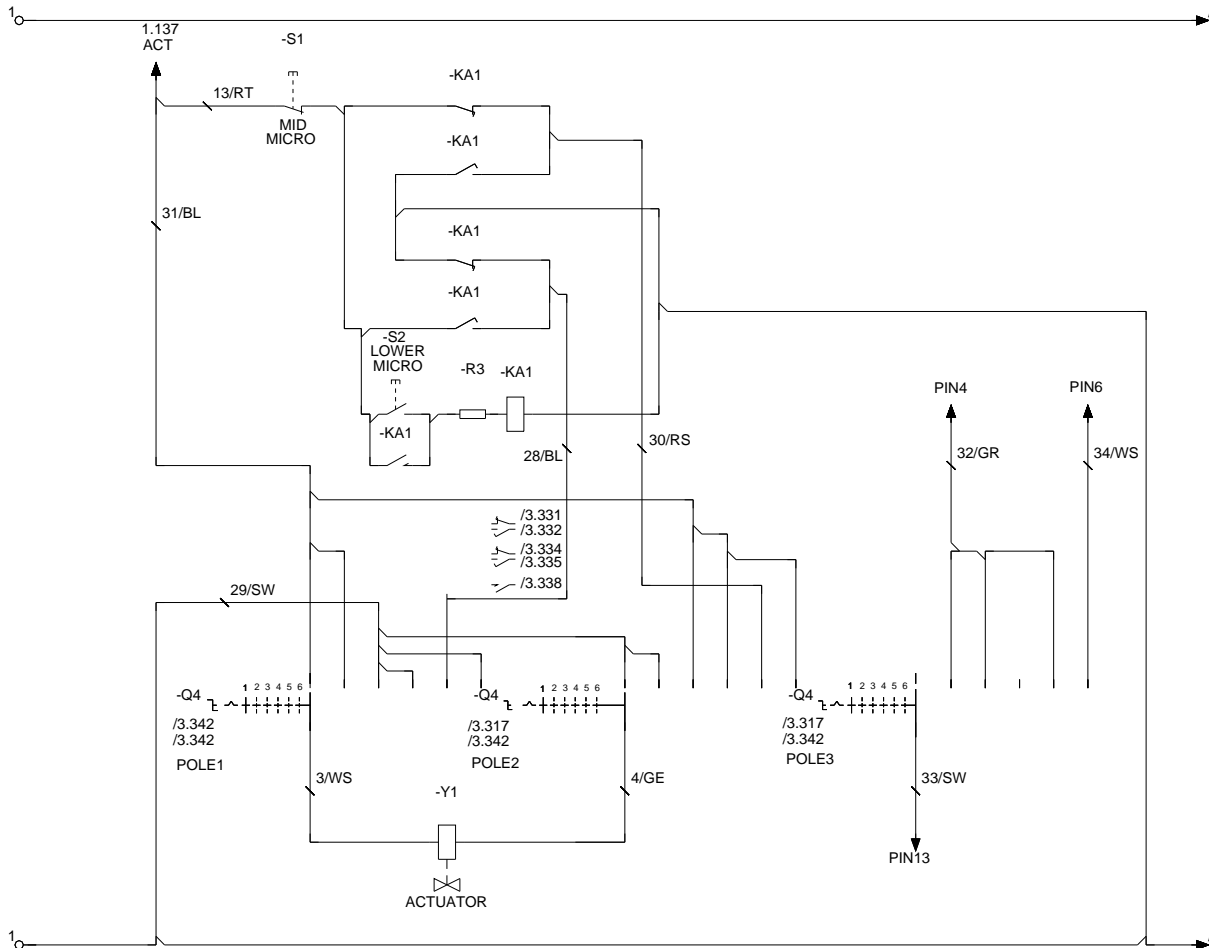 1
1.137
ACT
-S1
-KA1
13/RT
MID
MICRO
-KA1
31/BL
-KA1
-KA1
-S2
LOWER
MICRO
-R3
-KA1
PIN4
PIN6
-KA1
28/BL
30/RS
32/GR
34/WS
/3.331
/3.332
/3.334
/3.335
/3.338
29/SW
-Q4
1 2 3 4 5 6
-Q4
1 2 3 4 5 6
-Q4
1 2 3 4 5 6
/3.342
/3.342
POLE1
/3.317
/3.342
POLE2
/3.317
/3.342
POLE3
3/WS
-Y1
4/GE
33/SW
PIN13
ACTUATOR
1